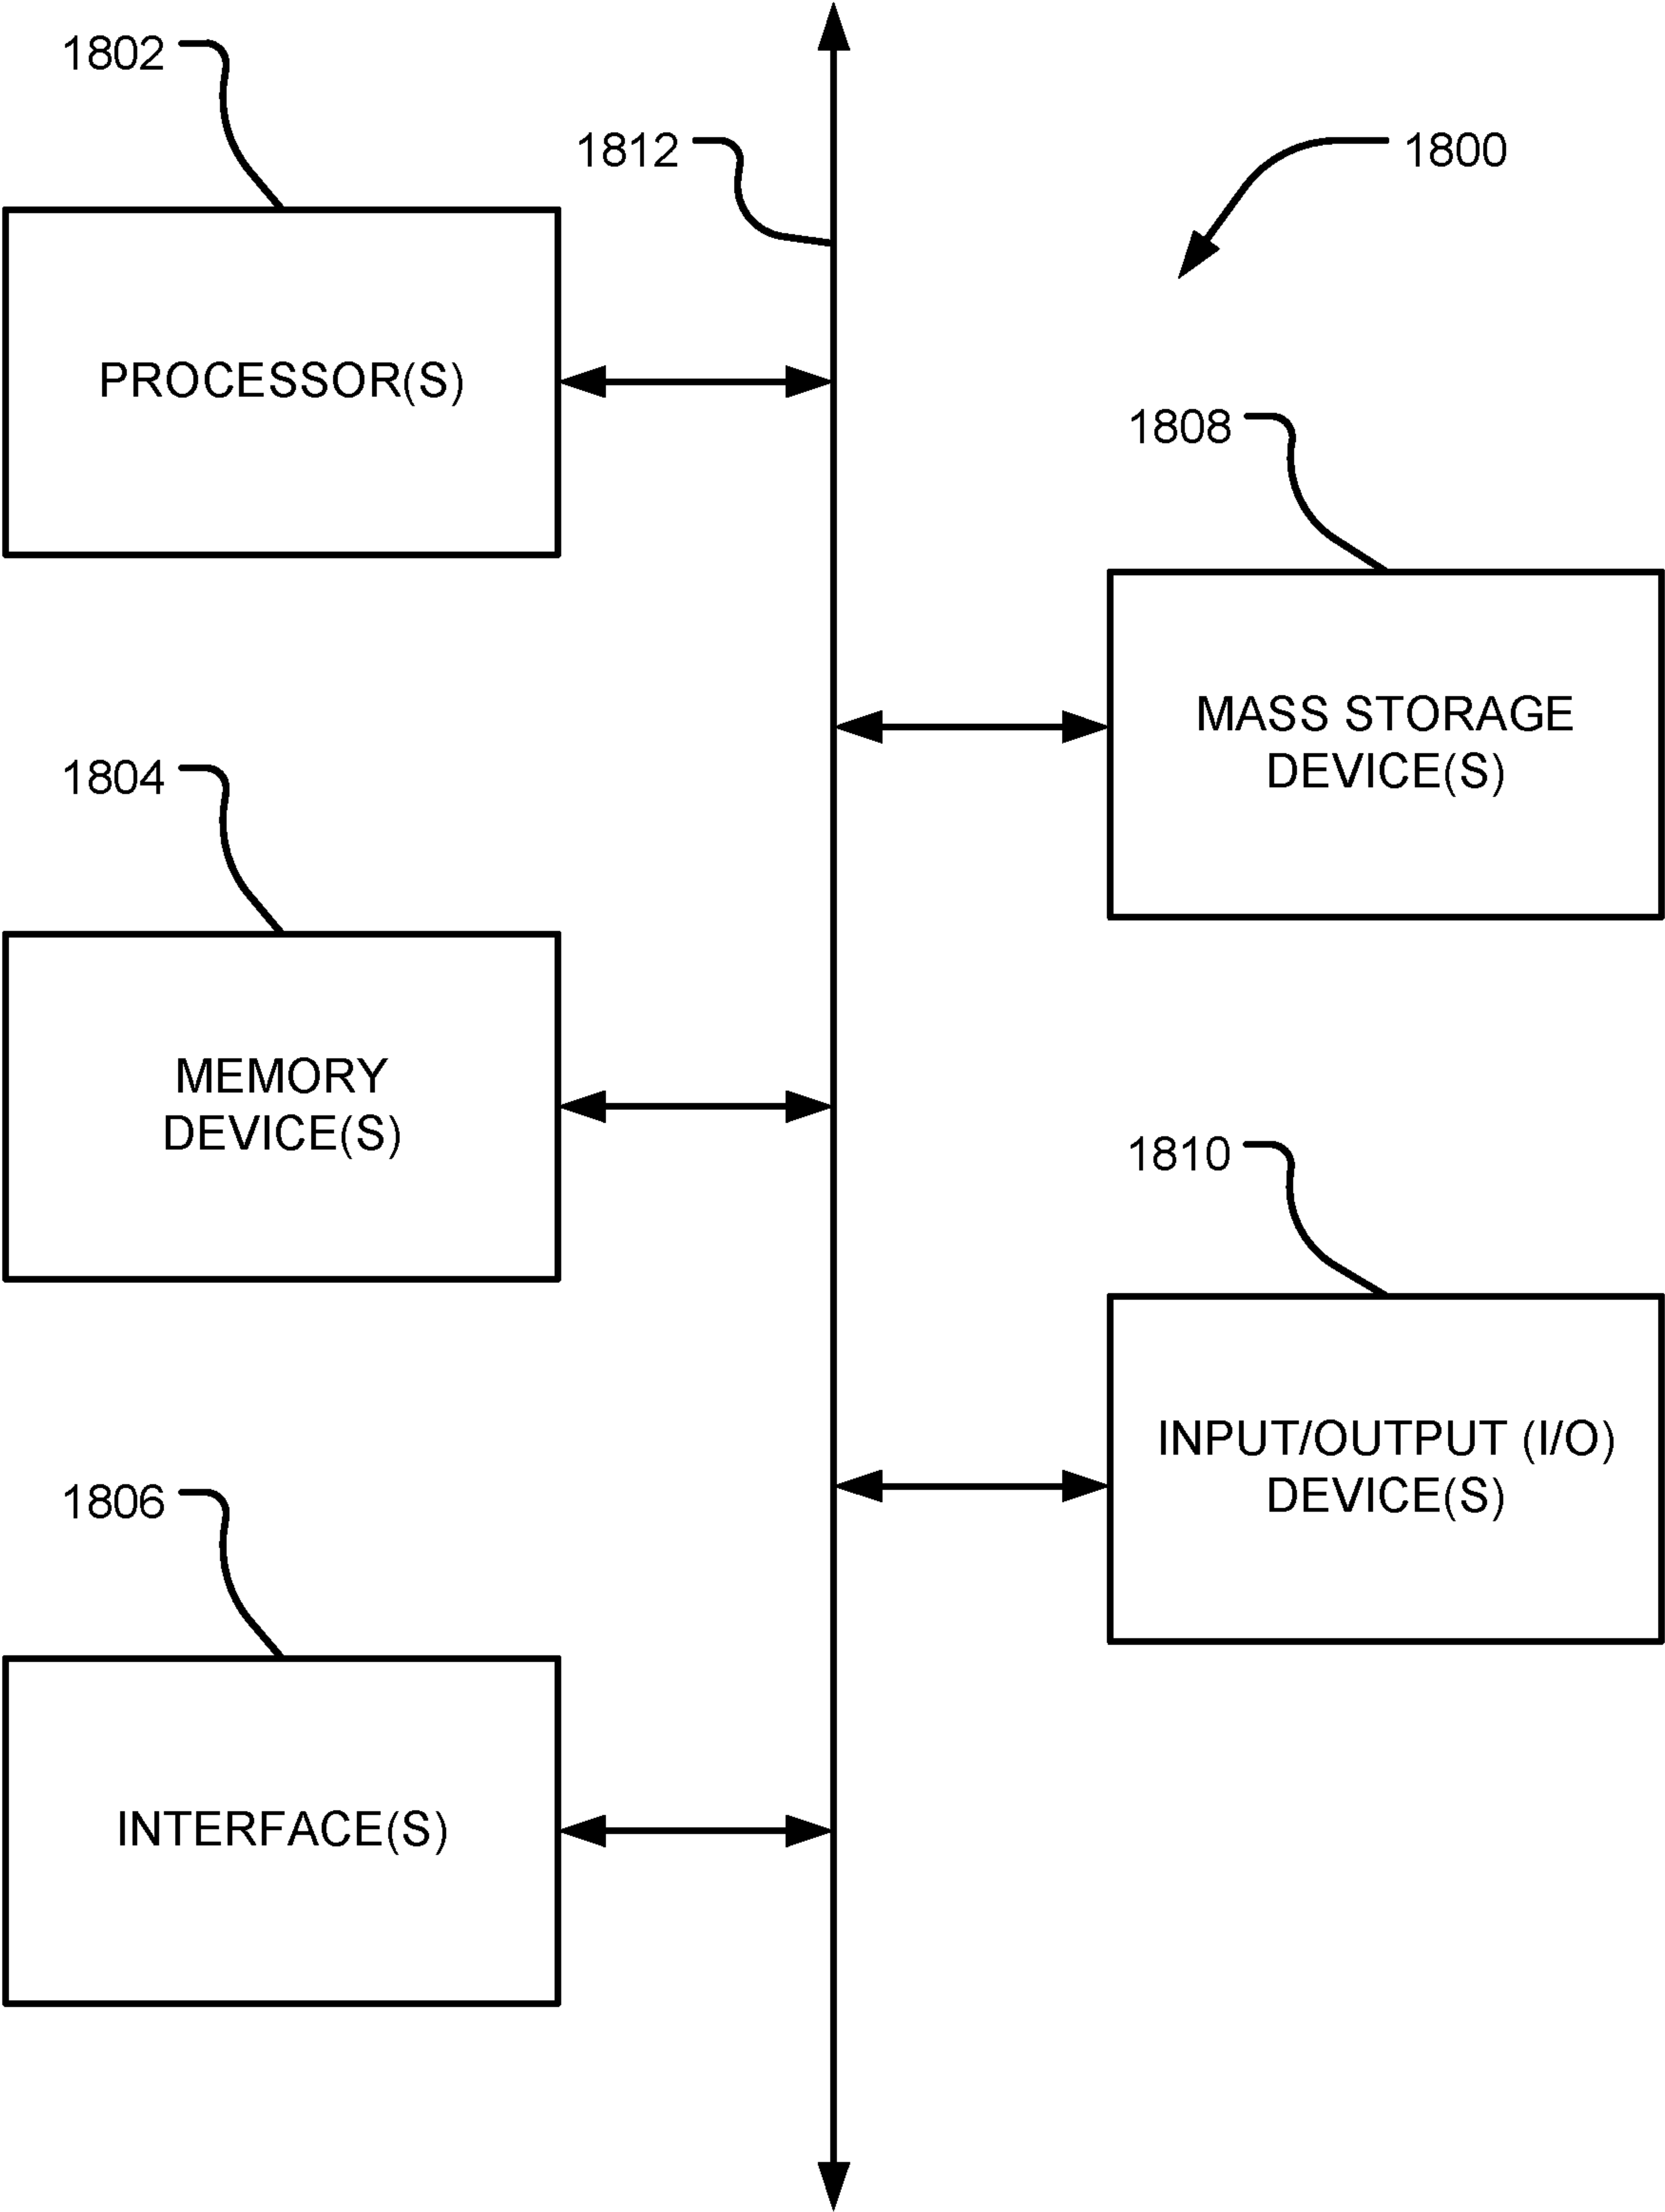 1802
1812
1800
PROCESSOR(S)
1808
MASS STORAGE
DEVICE(S)
1804
MEMORY
DEVICE(S)
1810
INPUT/OUTPUT (I/O)
DEVICE(S)
1806
INTERFACE(S)